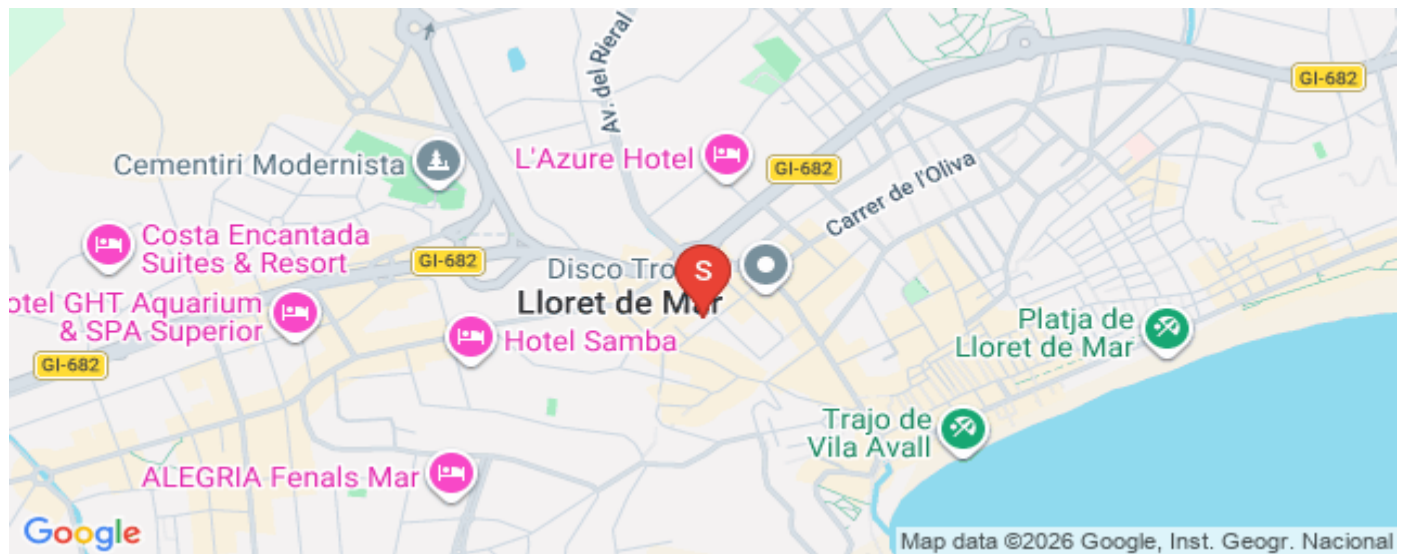 Av. del Rieral
GI-682
Cementiri Modernista
L'Azure Hotel
GI-682
Carrer de l'Oliva
Costa Encantada
Suites & Resort
GI-682
Disco Tro
S
Lloret de Mar
otel GHT Aquarium
& SPA Superior
Hotel Samba
Platja de
Lloret de Mar
GI-682
Trajo de
Vila Avall
ALEGRIA Fenals Mar
Google
Map data ©2026 Google, Inst. Geogr. Nacional